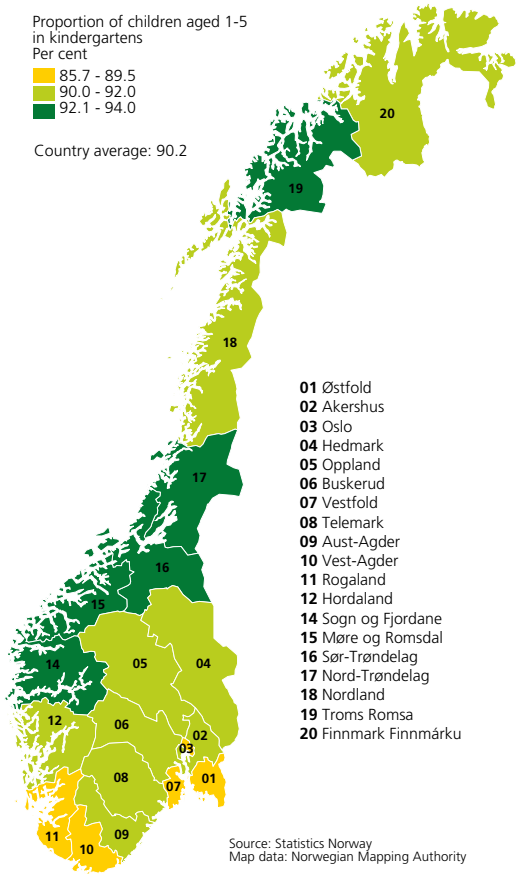 Proportion of children aged 1-5
in kindergartens
Per cent
85.7 - 89.5
90.0 - 92.0
92.1 - 94.0
Country average: 90.2
20
19
18
17
16
15
14
05
04
12
06
02
03
08
07
01
11
10
09
01 Østfold
02 Akershus
03 Oslo
04 Hedmark
05 Oppland
06 Buskerud
07 Vestfold
08 Telemark
09 Aust-Agder
10 Vest-Agder
11 Rogaland
12 Hordaland
14 Sogn og Fjordane
15 Møre og Romsdal
16 Sør-Trøndelag
17 Nord-Trøndelag
18 Nordland
19 Troms Romsa
20 Finnmark Finnmárku
Source: Statistics Norway
Map data: Norwegian Mapping Authority